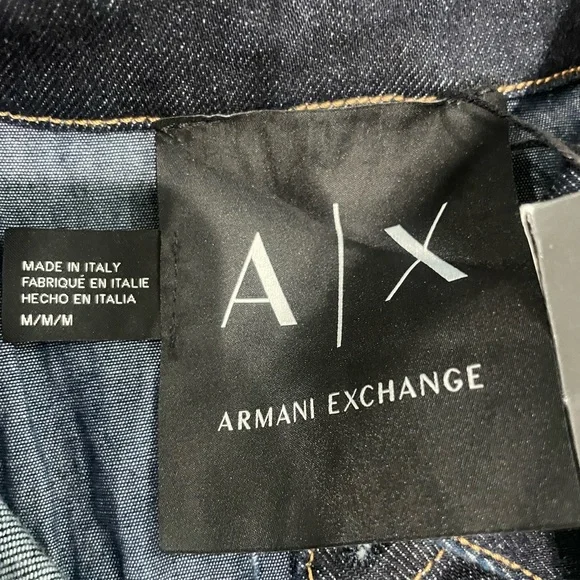 MADE IN ITALY
FABRIQUÉ EN ITALIE
HECHO EN ITALIA
M/M/M
A|X
ARMANI EXCHANGE